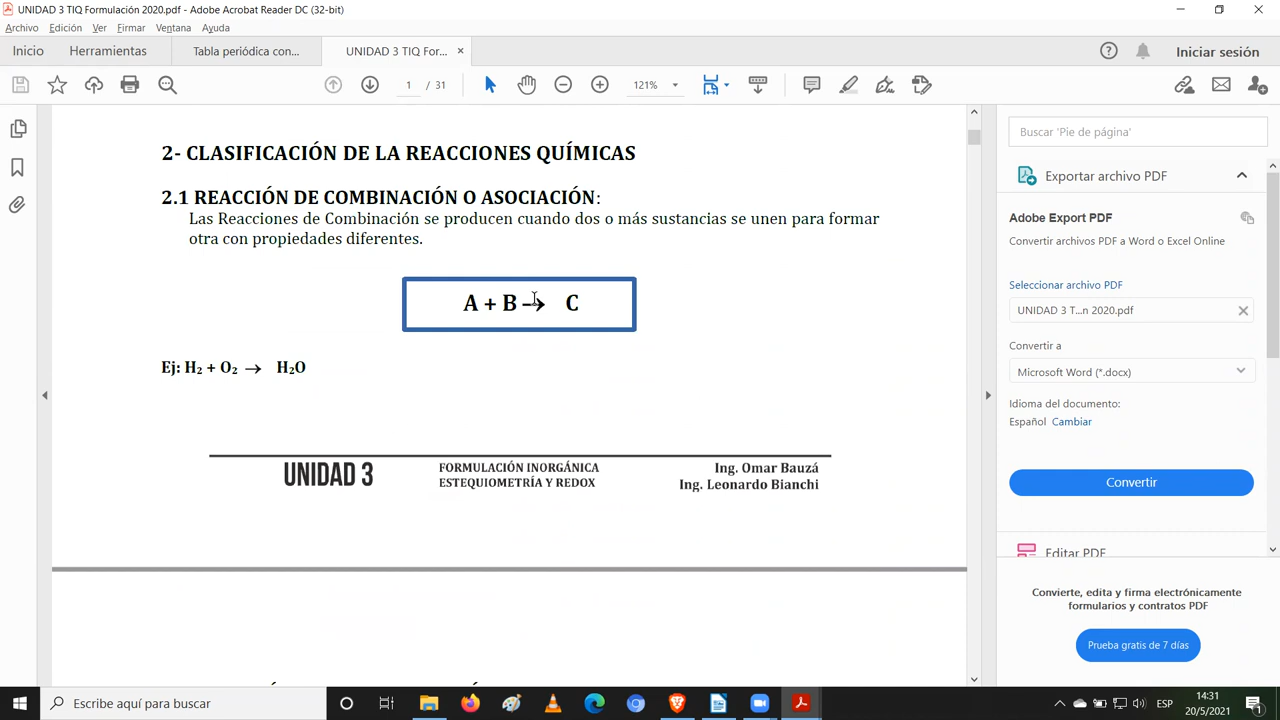 UNIDAD 3 TIQ Formulación 2020.pdf - Adobe Acrobat Reader DC (32-bit)
Archivo Edición Ver Firmar Ventana Ayuda
Inicio Herramientas Tabla periódica con... UNIDAD 3 TIQ For... × Iniciar sesión
1 / 31 121%
2- CLASIFICACIÓN DE LA REACCIONES QUÍMICAS
2.1 REACCIÓN DE COMBINACIÓN O ASOCIACIÓN:
Las Reacciones de Combinación se producen cuando dos o más sustancias se unen para formar
otra con propiedades diferentes.
A + B → C
Ej: H₂ + O₂ → H₂O
UNIDAD 3
FORMULACIÓN INORGÁNICA
ESTEQUIOMETRÍA Y REDOX
Ing. Omar Bauzá
Ing. Leonardo Bianchi
Buscar 'Pie de página'
Exportar archivo PDF
Adobe Export PDF
Convertir archivos PDF a Word o Excel Online
Seleccionar archivo PDF
UNIDAD 3 T...n 2020.pdf
Convertir a
Microsoft Word (*.docx)
Idioma del documento:
Español Cambiar
Convertir
Editar PDF
Convierte, edita y firma electrónicamente
formularios y contratos PDF
Prueba gratis de 7 días
Escribe aquí para buscar
ESP
14:31
20/5/2021
1